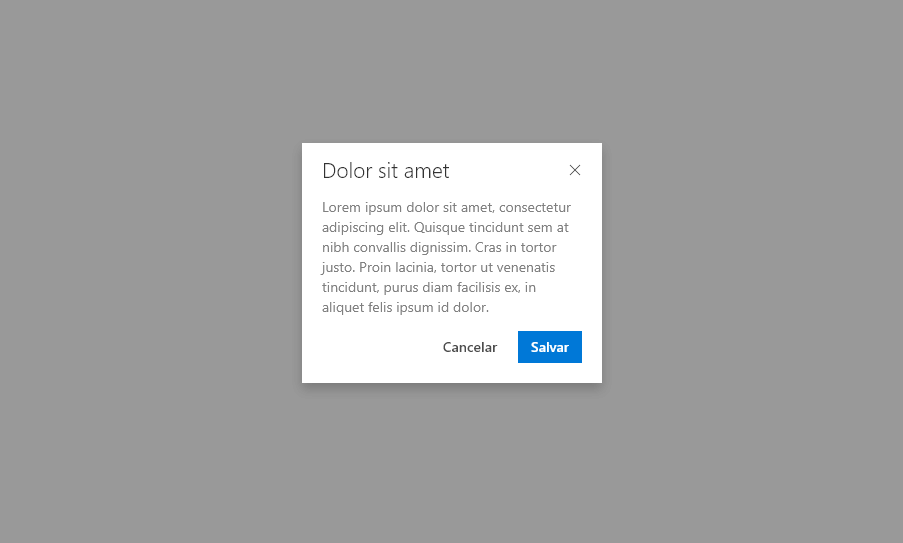 Dolor sit amet
Lorem ipsum dolor sit amet, consectetur
adipiscing elit. Quisque tincidunt sem at
nibh convallis dignissim. Cras in tortor
justo. Proin lacinia, tortor ut venenatis
tincidunt, purus diam facilisis ex, in
aliquet felis ipsum id dolor.
Cancelar Salvar